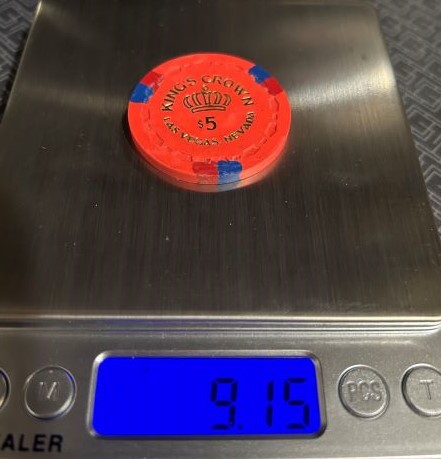 KINGS CROWN
$5
LAS VEGAS, NEVADA
9.15
M
PCS
T
ALER